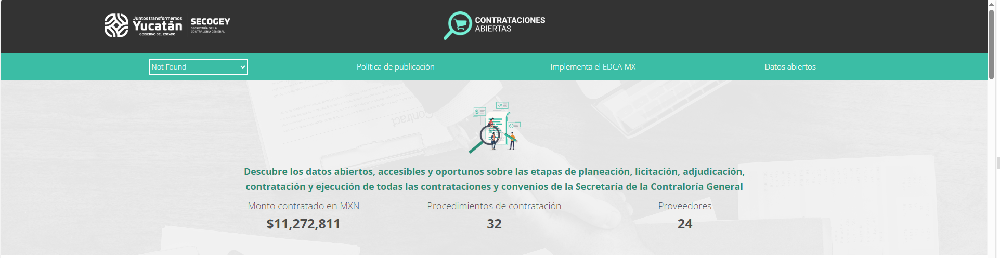 Juntos transformemos
Yucatán
GOBIERNO DEL ESTADO
SECOGEY
SECRETARÍA DE LA
CONTRALORÍA GENERAL
CONTRATACIONES
ABIERTAS
Not Found
Política de publicación
Implementa el EDCA-MX
Datos abiertos
Contract
Descubre los datos abiertos, accesibles y oportunos sobre las etapas de planeación, licitación, adjudicación,
contratación y ejecución de todas las contrataciones y convenios de la Secretaría de la Contraloría General
Monto contratado en MXN
$11,272,811
Procedimientos de contratación
32
Proveedores
24